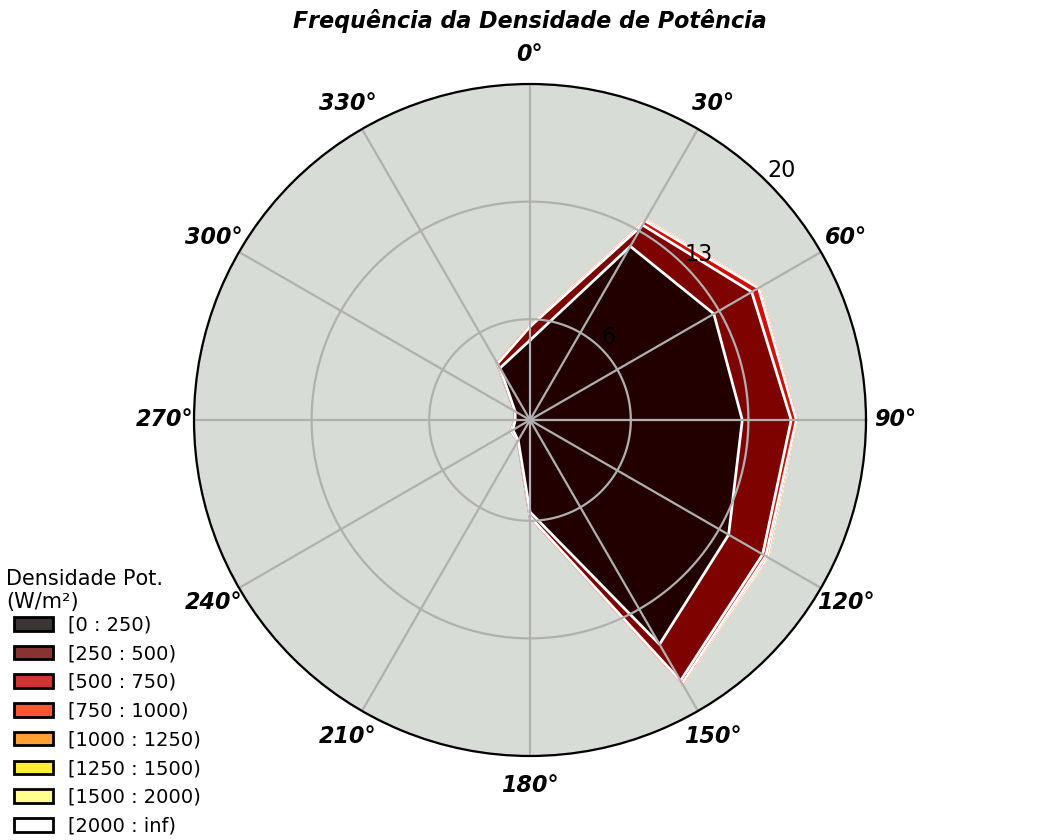 Frequência da Densidade de Potência
0°
330°
30°
20
300°
60°
13
6
270°
90°
240°
120°
210°
150°
180°
Densidade Pot.
(W/m²)
[0 : 250)
[250 : 500)
[500 : 750)
[750 : 1000)
[1000 : 1250)
[1250 : 1500)
[1500 : 2000)
[2000 : inf)